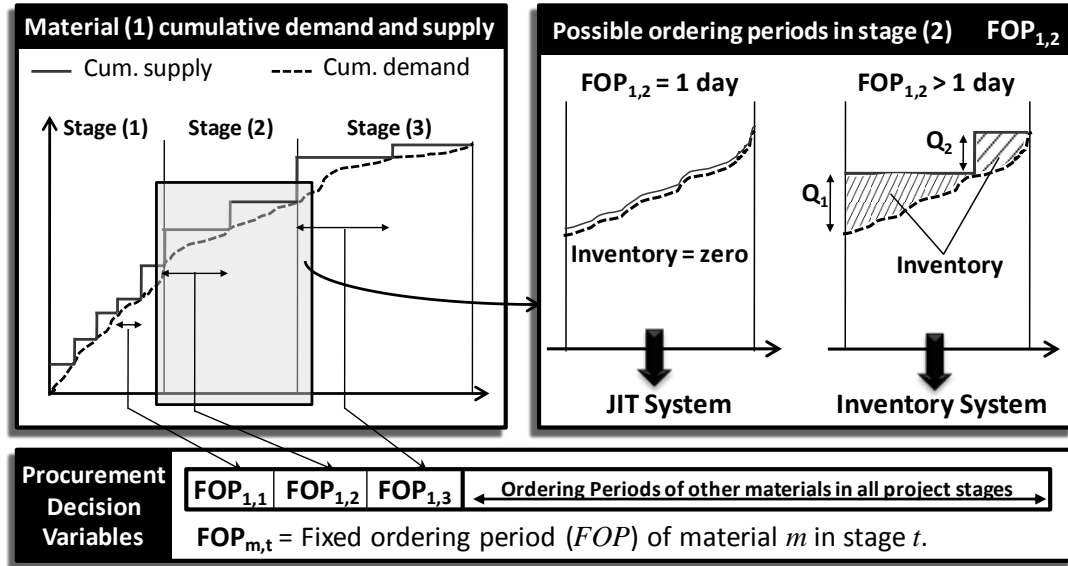 Material (1) cumulative demand and supply
Cum. supply
Cum. demand
Stage (1)
Stage (2)
Stage (3)
Possible ordering periods in stage (2) FOP1,2
FOP1,2 = 1 day
FOP1,2 > 1 day
Q1
Q2
Inventory = zero
Inventory
JIT System
Inventory System
Procurement
Decision
Variables
FOP1,1
FOP1,2
FOP1,3
Ordering Periods of other materials in all project stages
FOPm,t = Fixed ordering period (FOP) of material m in stage t.